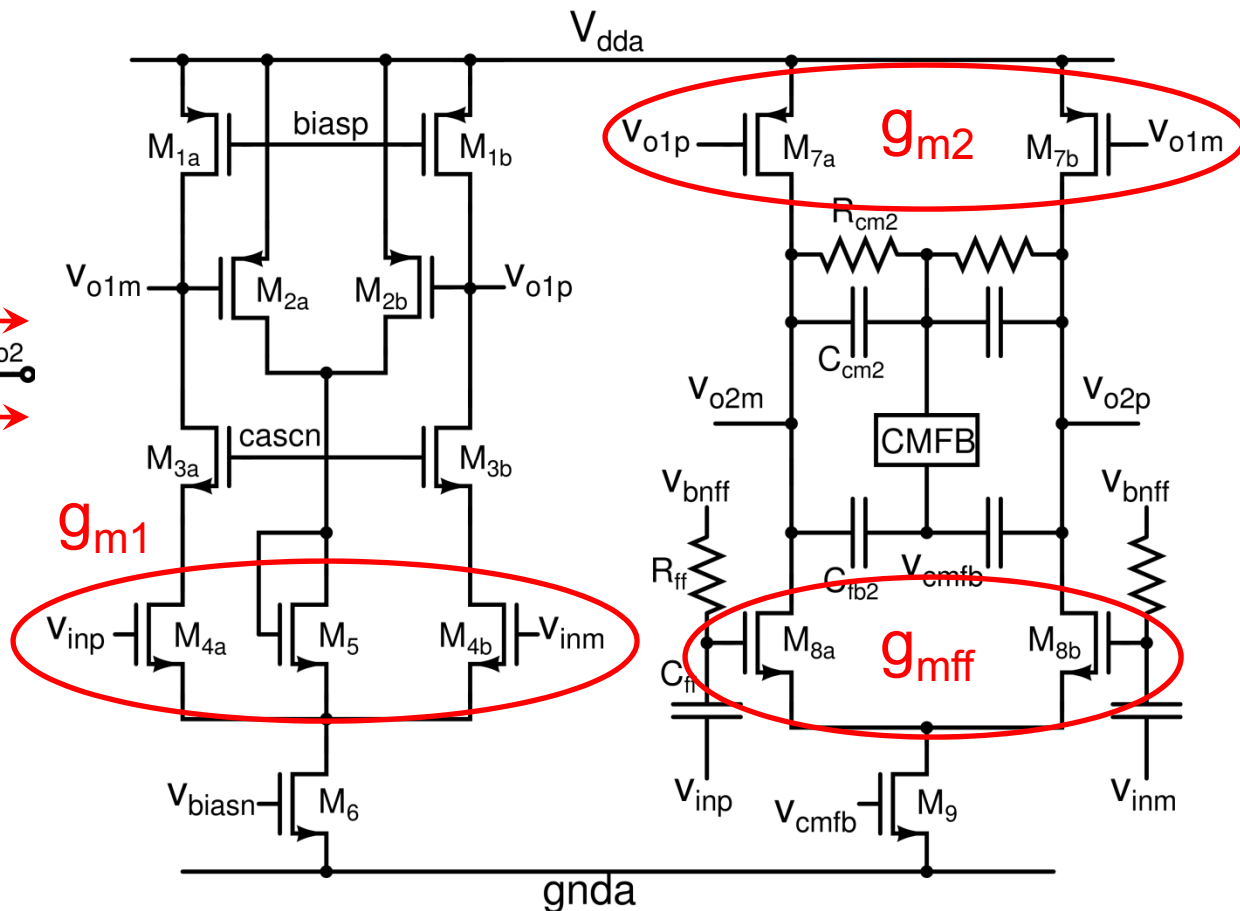 Vdda
biasp
M1a
M1b
vo1p
gm2
vo1m
M7a
M7b
Rcm2
vo1m
M2a
M2b
vo1p
o2
Ccm2
vo2m
vo2p
cascn
CMFB
M3a
M3b
vbnff
vbnff
gm1
Rff
Cfb2
vcmfb
vinp
M4a
M5
M4b
vinm
M8a
gmff
M8b
Cff
vbiasn
M6
vinp
vcmfb
M9
vinm
gnda